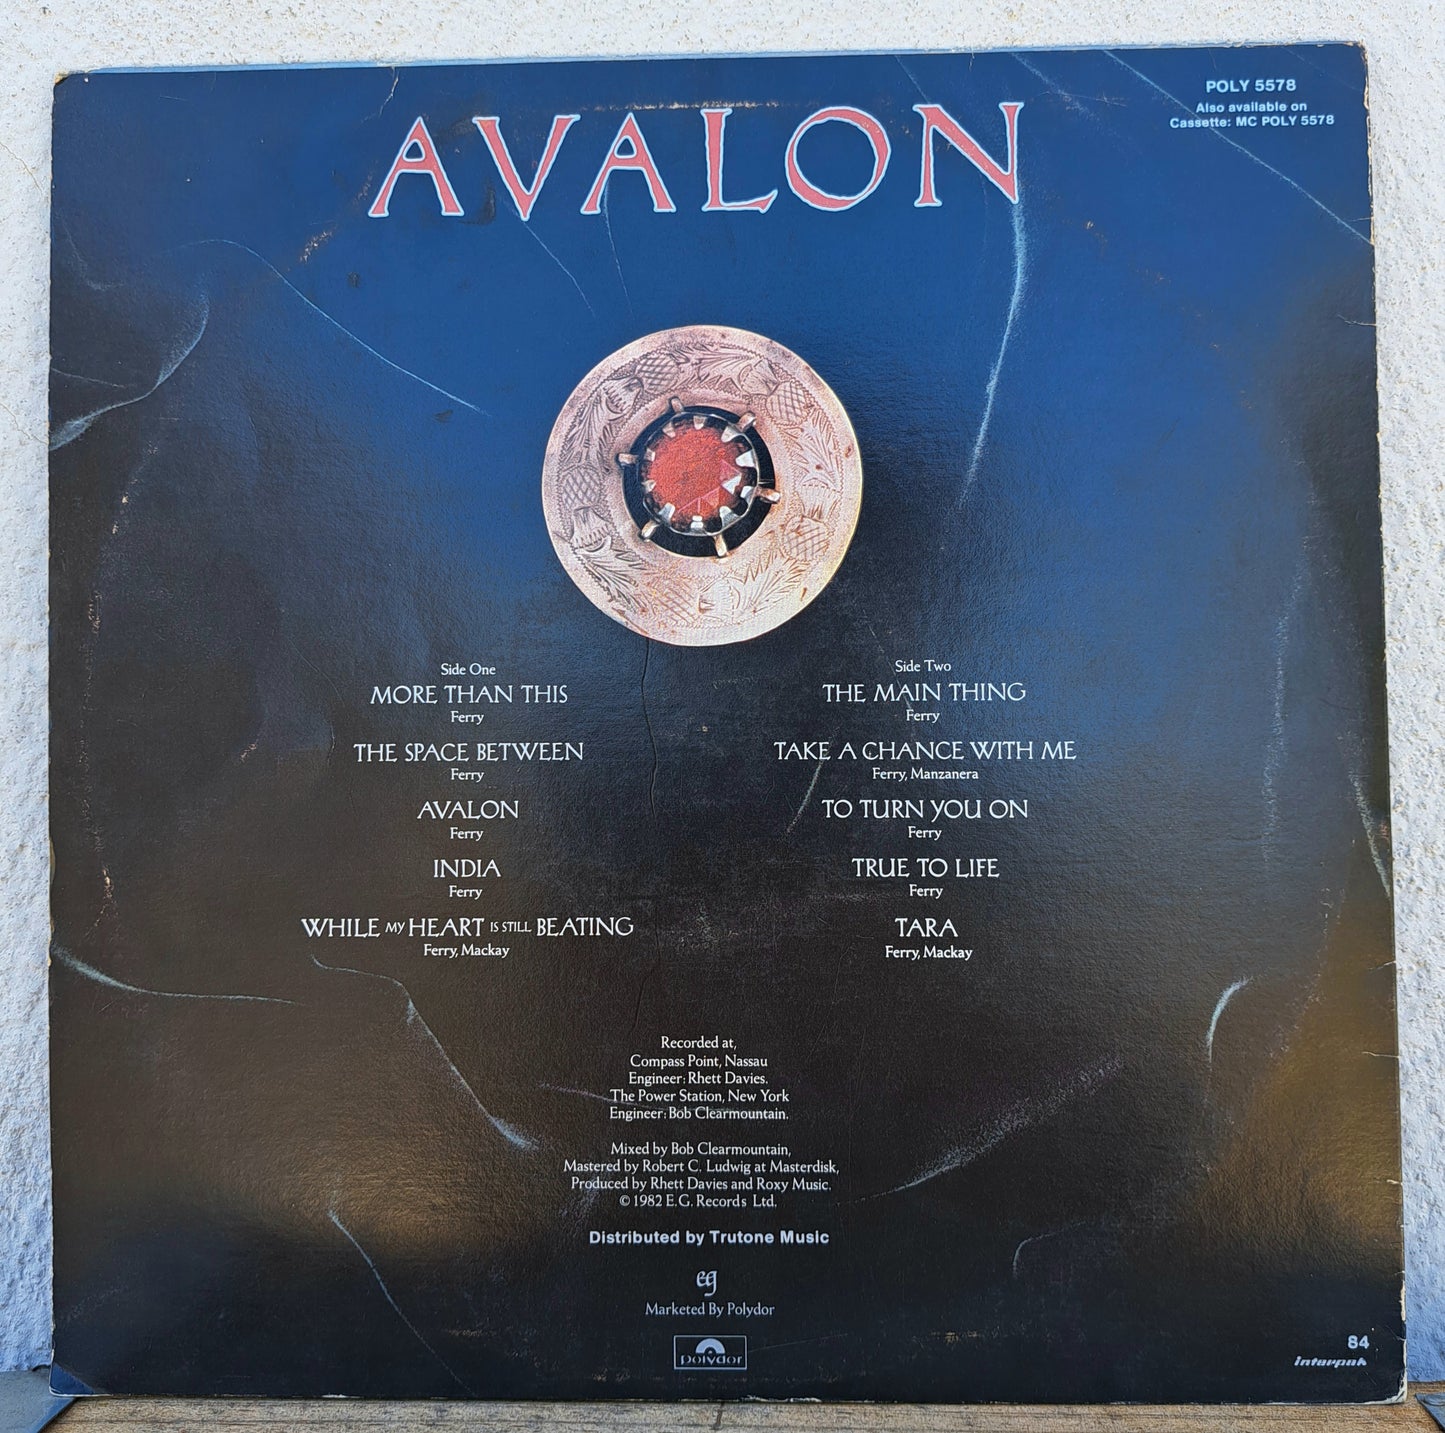 POLY 5578
Also available on
Cassette: MC POLY 5578
AVALON
Side One
MORE THAN THIS
Ferry
THE SPACE BETWEEN
Ferry
AVALON
Ferry
INDIA
Ferry
WHILE MY HEART IS STILL BEATING
Ferry, Mackay
Side Two
THE MAIN THING
Ferry
TAKE A CHANCE WITH ME
Ferry, Manzanera
TO TURN YOU ON
Ferry
TRUE TO LIFE
Ferry
TARA
Ferry, Mackay
Recorded at,
Compass Point, Nassau
Engineer: Rhett Davies.
The Power Station, New York
Engineer: Bob Clearmountain.
Mixed by Bob Clearmountain,
Mastered by Robert C. Ludwig at Masterdisk,
Produced by Rhett Davies and Roxy Music.
© 1982 E.G. Records Ltd.
Distributed by Trutone Music
eg
Marketed By Polydor
polydor
84
interpak